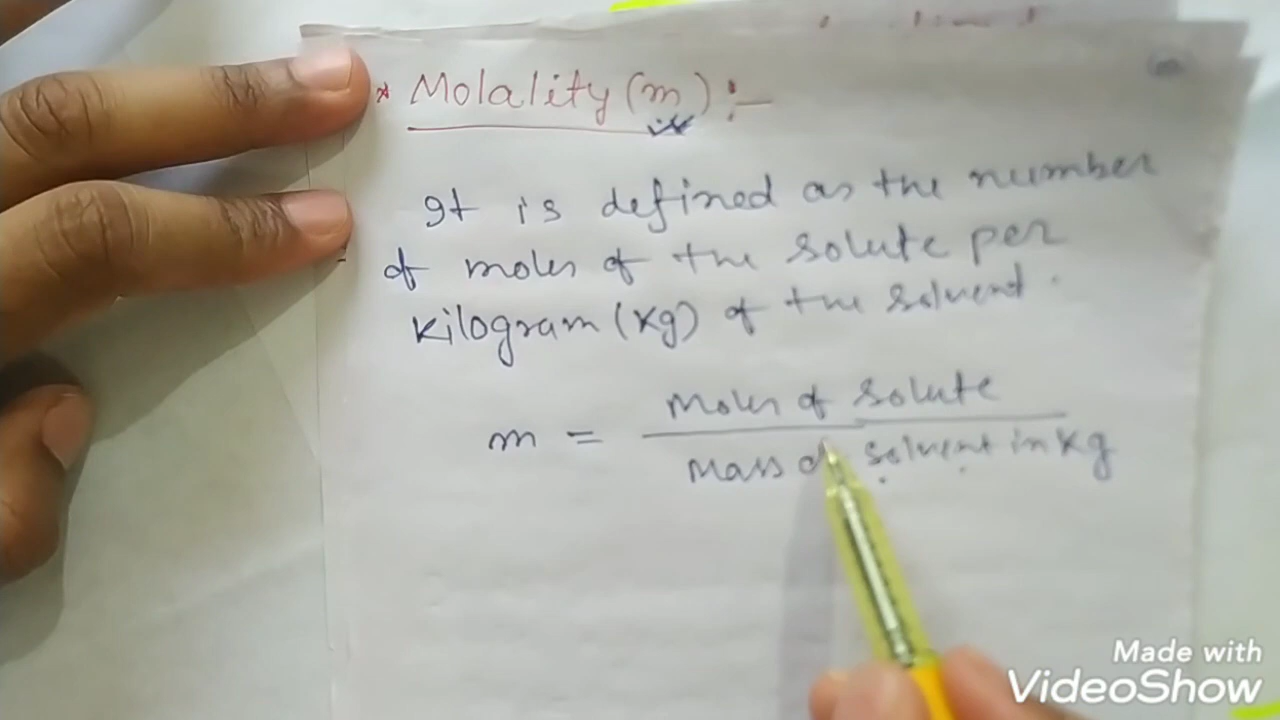 * Molality (m) :-
It is defined as the number
of moles of the solute per
kilogram (kg) of the solvent.
m = Moles of solute
Mass of solvent in kg
Made with
VideoShow